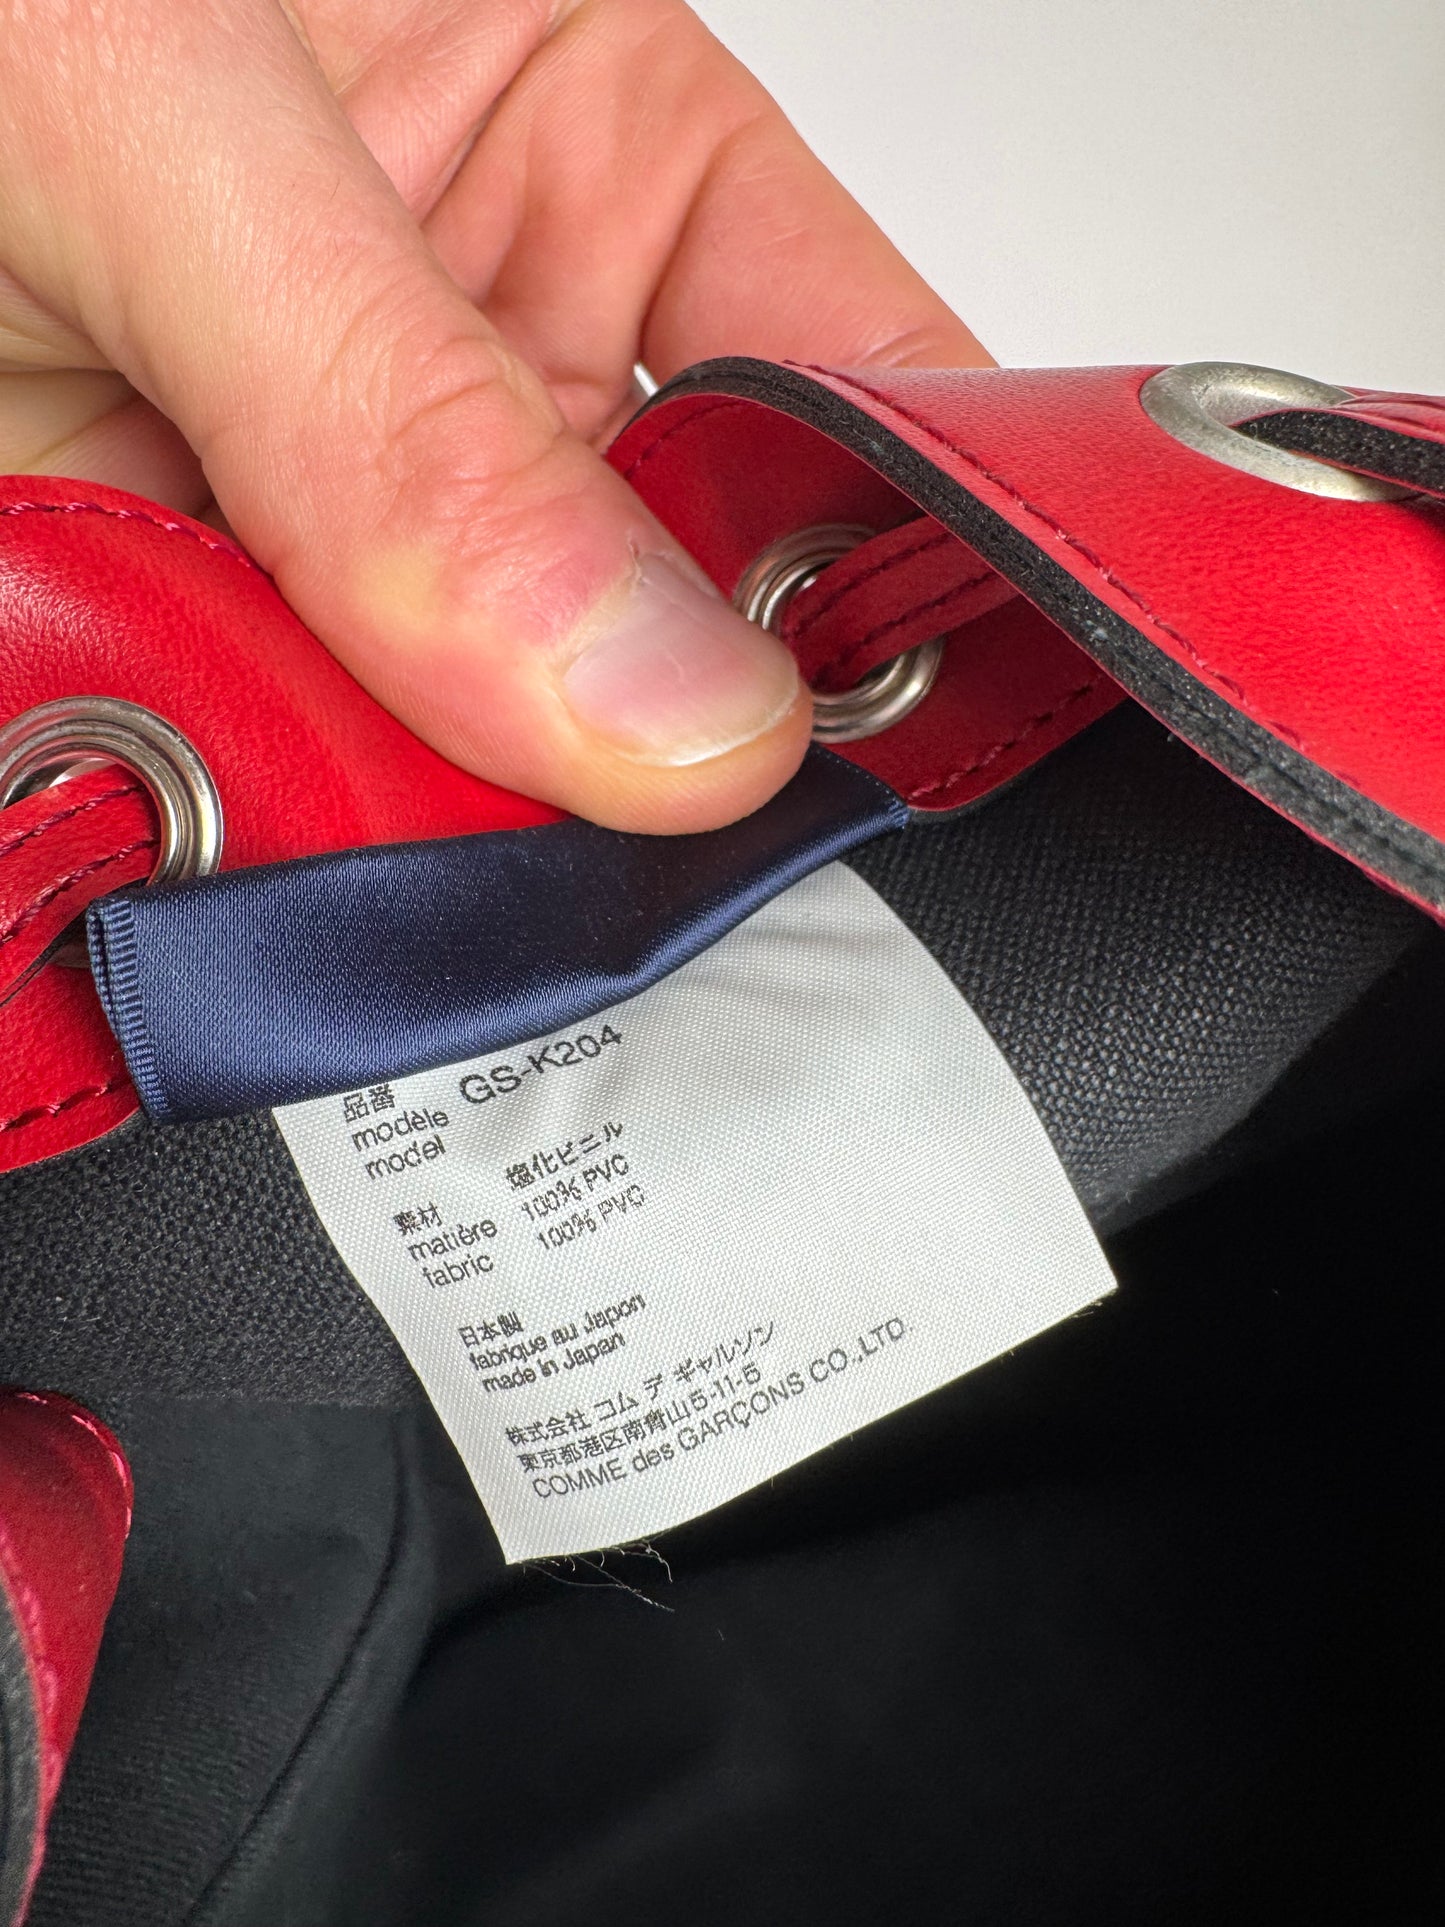 品番
modèle
model
GS-K204
素材
matière
fabric
塩化ビニル
100% PVC
100% PVC
日本製
fabriqué au Japon
made in Japan
株式会社 コム デ ギャルソン
東京都港区南青山5-11-5
COMME des GARÇONS CO.,LTD